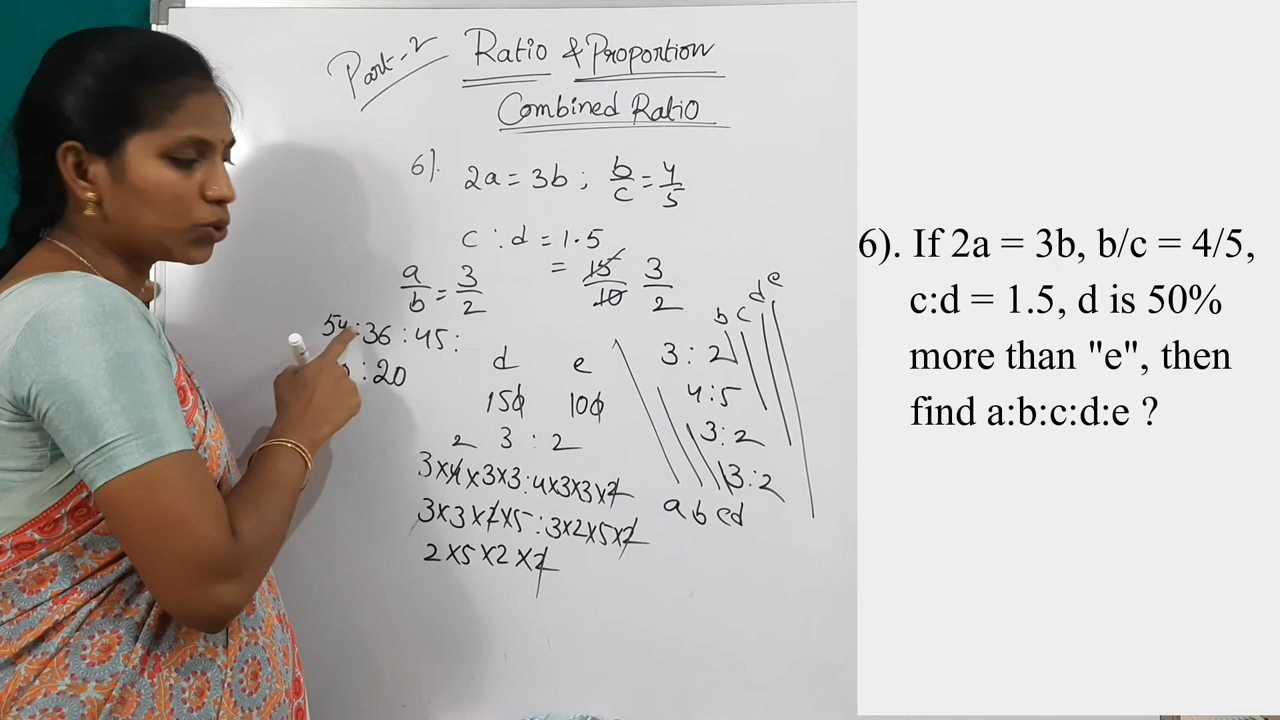 Part-2
Ratio & Proportion
Combined Ratio
6). 2a = 3b ; b/c = 4/5
c : d = 1.5
= 15/10 3/2
a/b = 3/2
54 : 36 : 45 :
: 20
d e
150 100
3 : 2
2
3×4×3×3 : 4×3×3×2
3×3×2×5 : 3×2×5×2
2×5×2×2
b c d e
3 : 2
4 : 5
3 : 2
3 : 2
a b c d
6). If 2a = 3b, b/c = 4/5,
c:d = 1.5, d is 50%
more than "e", then
find a:b:c:d:e ?